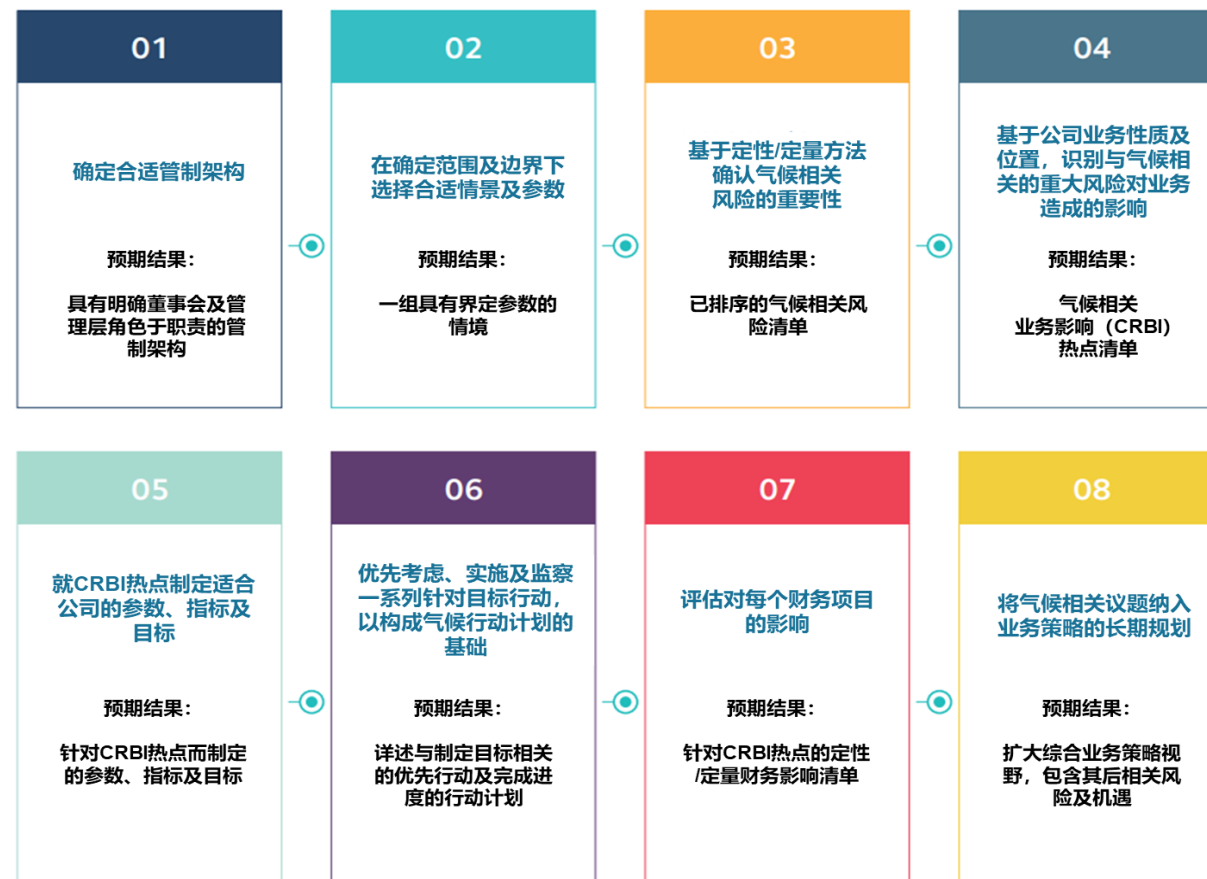 01
确定合适管制架构
预期结果：
具有明确董事会及管
理层角色于职责的管
制架构
02
在确定范围及边界下
选择合适情景及参数
预期结果：
一组具有界定参数的
情境
03
基于定性/定量方法
确认气候相关
风险的重要性
预期结果：
已排序的气候相关风
险清单
04
基于公司业务性质及
位置，识别与气候相
关的重大风险对业务
造成的影响
预期结果：
气候相关
业务影响（CRBI）
热点清单
05
就CRBI热点制定适合
公司的参数、指标及
目标
预期结果：
针对CRBI热点而制定
的参数、指标及目标
06
优先考虑、实施及监察
一系列针对目标行动，
以构成气候行动计划的
基础
预期结果：
详述与制定目标相关
的优先行动及完成进
度的行动计划
07
评估对每个财务项目
的影响
预期结果：
针对CRBI热点的定性
/定量财务影响清单
08
将气候相关议题纳入
业务策略的长期规划
预期结果：
扩大综合业务策略视
野，包含其后相关风
险及机遇